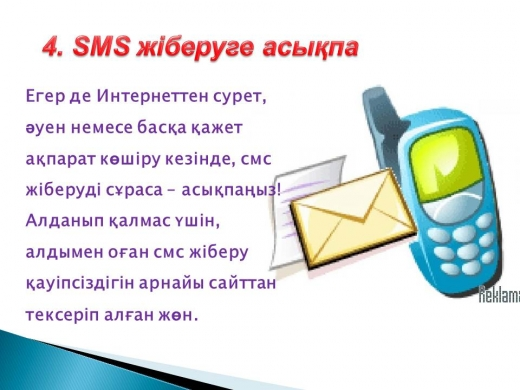 4. SMS жіберуге асықпа
Егер де Интернеттен сурет,
әуен немесе басқа қажет
ақпарат көшіру кезінде, смс
жіберуді сұраса – асықпаңыз!
Алданып қалмас үшін,
алдымен оған смс жіберу
қауіпсіздігін арнайы сайттан
тексеріп алған жөн.